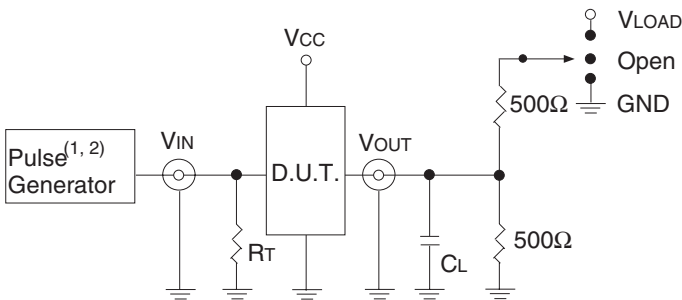 VLOAD
VCC
Open
500Ω
GND
Pulse(1, 2)
Generator
VIN
D.U.T.
VOUT
RT
CL
500Ω